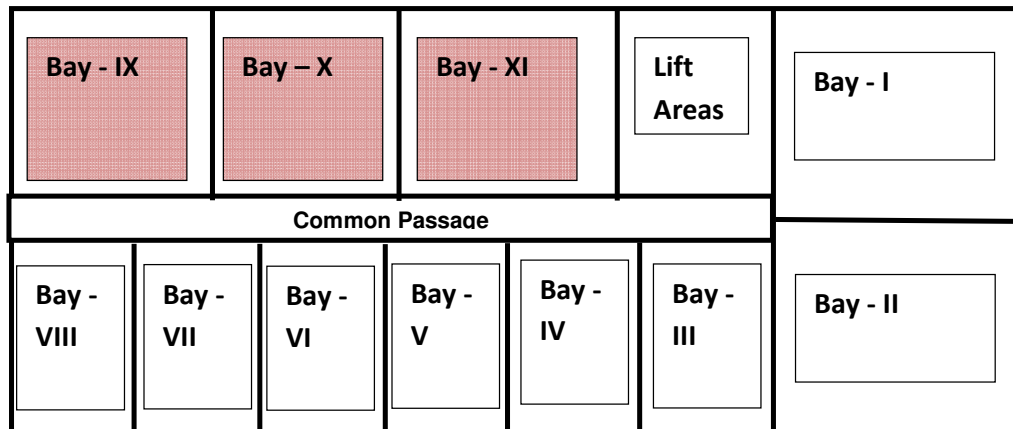 Bay - IX
Bay – X
Bay - XI
Lift
Areas
Bay - I
Common Passage
Bay -
VIII
Bay -
VII
Bay -
VI
Bay -
V
Bay -
IV
Bay -
III
Bay - II